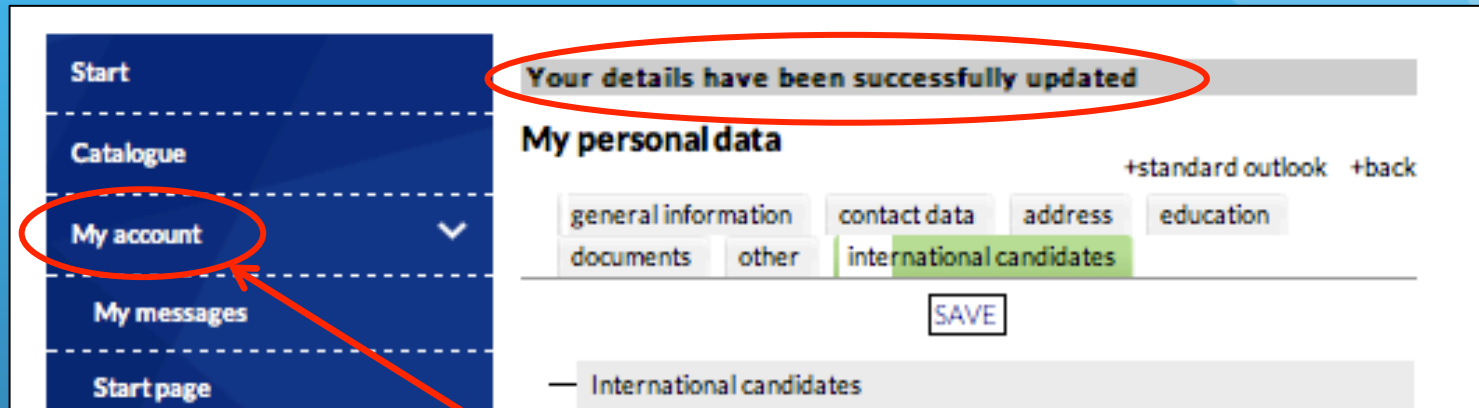 Start
Catalogue
My account
My messages
Start page
Your details have been successfully updated
My personal data
+standard outlook +back
general information contact data address education
documents other international candidates
SAVE
International candidates